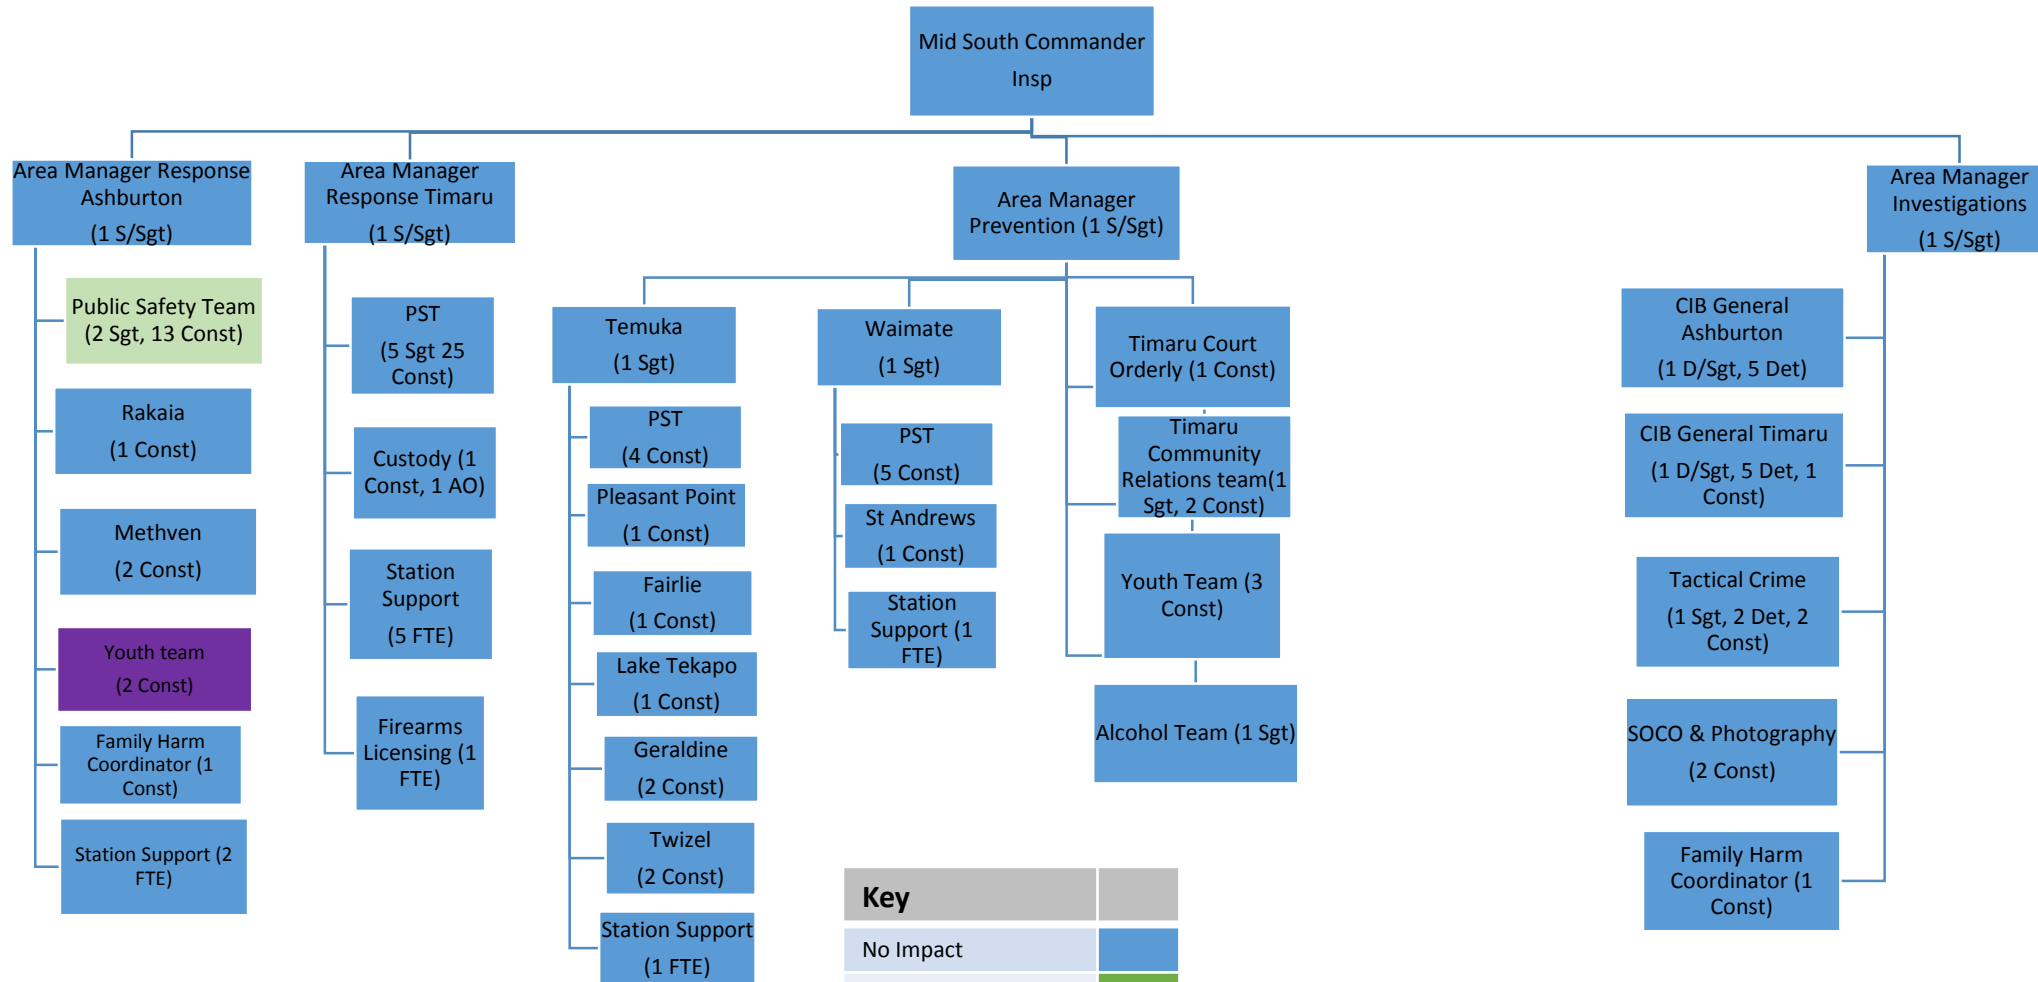 Mid South Commander
Insp
Area Manager Response
Ashburton
(1 S/Sgt)
Public Safety Team
(2 Sgt, 13 Const)
Rakaia
(1 Const)
Methven
(2 Const)
Youth team
(2 Const)
Family Harm
Coordinator (1
Const)
Station Support (2
FTE)
Area Manager
Response Timaru
(1 S/Sgt)
PST
(5 Sgt 25
Const)
Custody (1
Const, 1 AO)
Station
Support
(5 FTE)
Firearms
Licensing (1
FTE)
Area Manager
Prevention (1 S/Sgt)
Temuka
(1 Sgt)
PST
(4 Const)
Pleasant Point
(1 Const)
Fairlie
(1 Const)
Lake Tekapo
(1 Const)
Geraldine
(2 Const)
Twizel
(2 Const)
Station Support
(1 FTE)
Waimate
(1 Sgt)
PST
(5 Const)
St Andrews
(1 Const)
Station
Support (1
FTE)
Timaru Court
Orderly (1 Const)
Timaru
Community
Relations team(1
Sgt, 2 Const)
Youth Team (3
Const)
Alcohol Team (1 Sgt)
Area Manager
Investigations
(1 S/Sgt)
CIB General
Ashburton
(1 D/Sgt, 5 Det)
CIB General Timaru
(1 D/Sgt, 5 Det, 1
Const)
Tactical Crime
(1 Sgt, 2 Det, 2
Const)
SOCO & Photography
(2 Const)
Family Harm
Coordinator (1
Const)
Key
No Impact